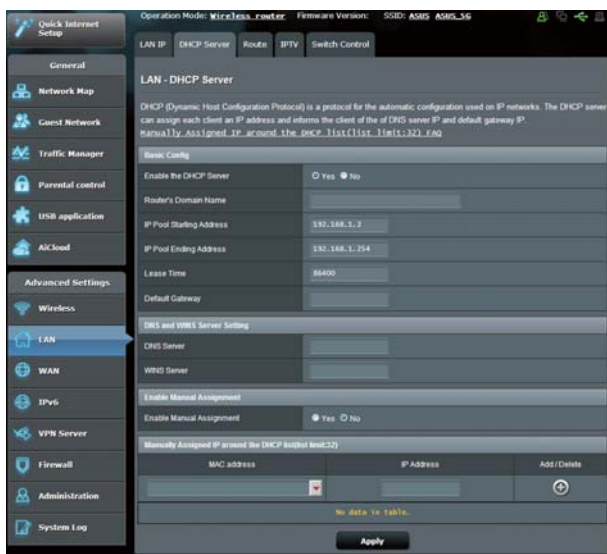 Quick Internet Setup
Operation Mode: Wireless router Firmware Version: SSID: ASUS ASUS_5G
LAN IP DHCP Server Route IPTV Switch Control
General
Network Map
Guest Network
Traffic Manager
Parental control
USB application
AiCloud
Advanced Settings
Wireless
LAN
WAN
IPv6
VPN Server
Firewall
Administration
System Log
LAN - DHCP Server
DHCP (Dynamic Host Configuration Protocol) is a protocol for the automatic configuration used on IP networks. The DHCP server
can assign each client an IP address and informs the client of the of DNS server IP and default gateway IP.
Manually Assigned IP around the DHCP list(list limit:32) FAQ
Basic Config
Enable the DHCP Server Yes No
Router's Domain Name
IP Pool Starting Address 192.168.1.2
IP Pool Ending Address 192.168.1.254
Lease Time 86400
Default Gateway
DNS and WINS Server Setting
DNS Server
WINS Server
Enable Manual Assignment
Enable Manual Assignment Yes No
Manually Assigned IP around the DHCP list(list limit:32)
MAC address IP Address Add / Delete
No data in table.
Apply